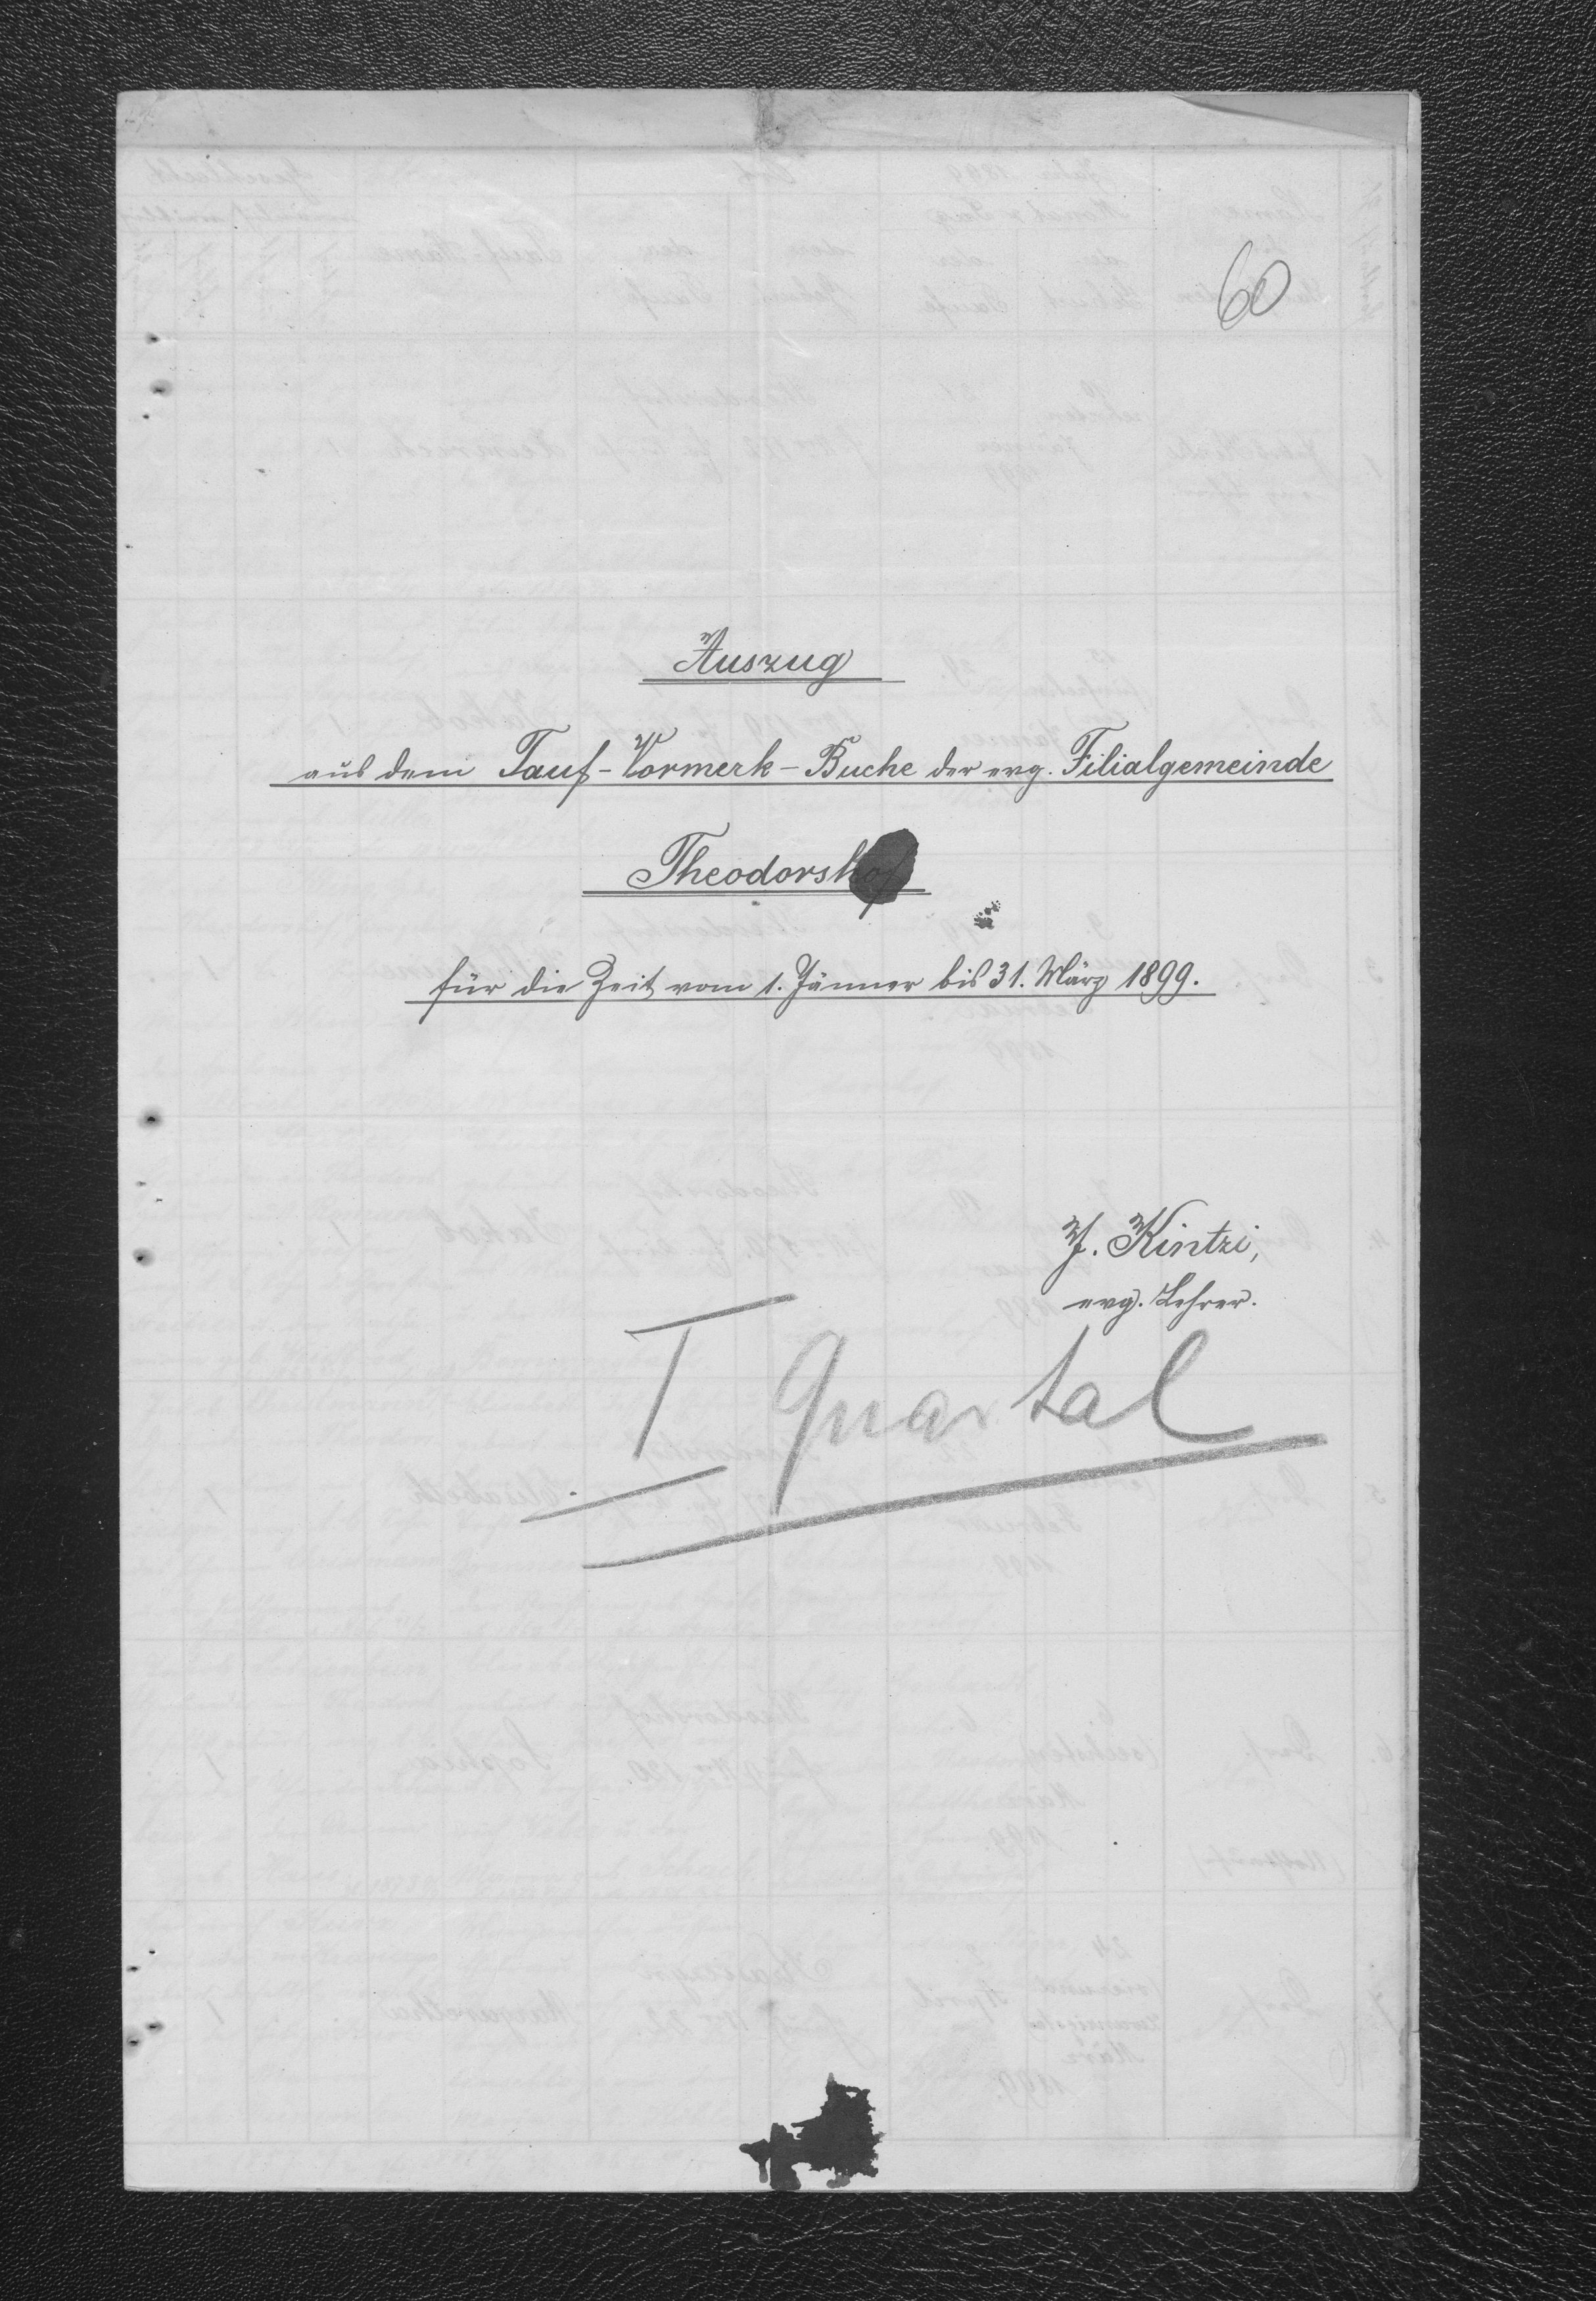 60
Auszug
aus dem Tauf-Vormerk-Buche der evg. Filialgemeinde
Theodorshof
für die Zeit vom 1. Jänner bis 31. März 1899.
J. Kintzi,
evg. Lehrer.
I Quartal